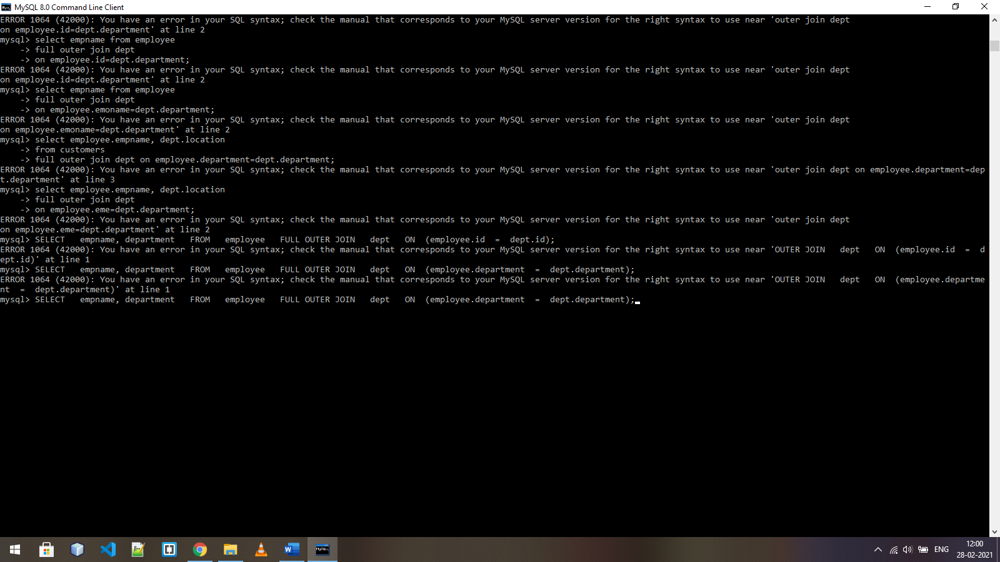 MySQL 8.0 Command Line Client
ERROR 1064 (42000): You have an error in your SQL syntax; check the manual that corresponds to your MySQL server version for the right syntax to use near 'outer join dept
on employee.id=dept.department' at line 2
mysql> select empname from employee
    -> full outer join dept
    -> on employee.id=dept.department;
ERROR 1064 (42000): You have an error in your SQL syntax; check the manual that corresponds to your MySQL server version for the right syntax to use near 'outer join dept
on employee.id=dept.department' at line 2
mysql> select empname from employee
    -> full outer join dept
    -> on employee.emoname=dept.department;
ERROR 1064 (42000): You have an error in your SQL syntax; check the manual that corresponds to your MySQL server version for the right syntax to use near 'outer join dept
on employee.emoname=dept.department' at line 2
mysql> select employee.empname, dept.location
    -> from customers
    -> full outer join dept on employee.department=dept.department;
ERROR 1064 (42000): You have an error in your SQL syntax; check the manual that corresponds to your MySQL server version for the right syntax to use near 'outer join dept on employee.department=dep
t.department' at line 3
mysql> select employee.empname, dept.location
    -> full outer join dept
    -> on employee.eme=dept.department;
ERROR 1064 (42000): You have an error in your SQL syntax; check the manual that corresponds to your MySQL server version for the right syntax to use near 'outer join dept
on employee.eme=dept.department' at line 2
mysql> SELECT   empname, department   FROM   employee   FULL OUTER JOIN   dept   ON  (employee.id  =  dept.id);
ERROR 1064 (42000): You have an error in your SQL syntax; check the manual that corresponds to your MySQL server version for the right syntax to use near 'OUTER JOIN   dept   ON  (employee.id  =  d
ept.id)' at line 1
mysql> SELECT   empname, department   FROM   employee   FULL OUTER JOIN   dept   ON  (employee.department  =  dept.department);
ERROR 1064 (42000): You have an error in your SQL syntax; check the manual that corresponds to your MySQL server version for the right syntax to use near 'OUTER JOIN   dept   ON  (employee.departme
nt  =  dept.department)' at line 1
mysql> SELECT   empname, department   FROM   employee   FULL OUTER JOIN   dept   ON  (employee.department  =  dept.department);
ENG
12:00
28-02-2021